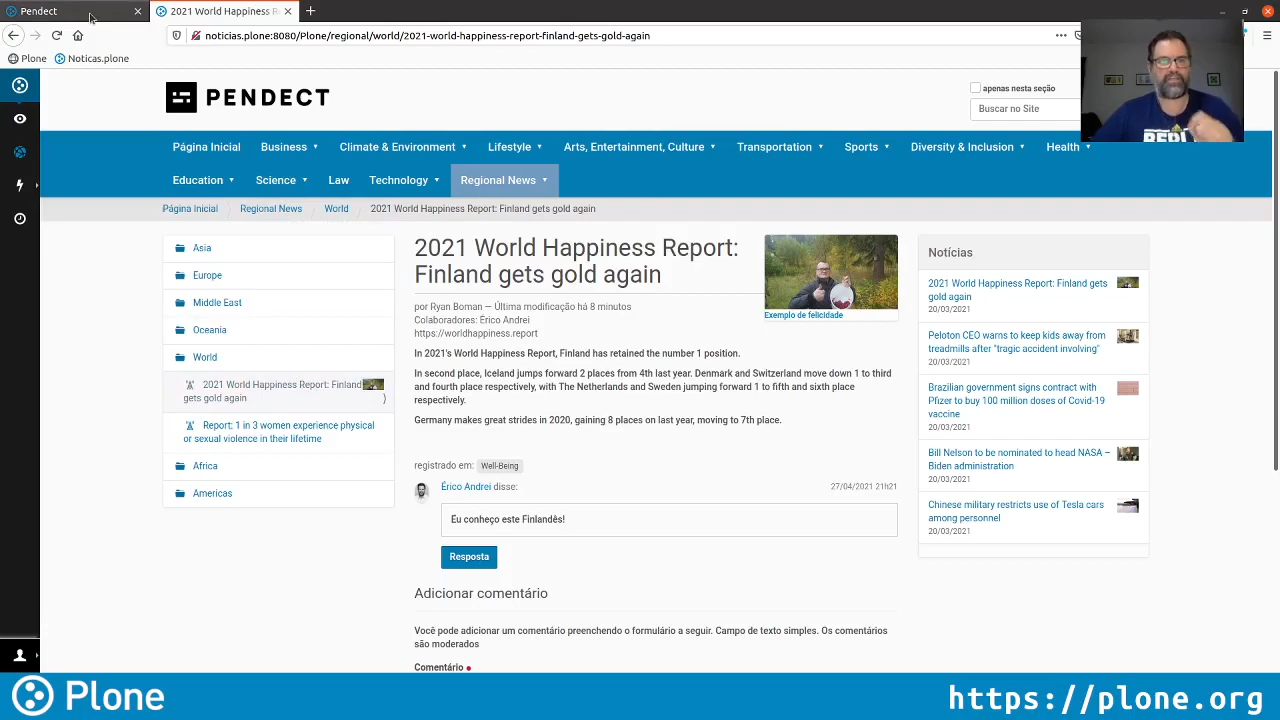 Pendect
2021 World Happiness R
noticias.plone:8080/Plone/regional/world/2021-world-happiness-report-finland-gets-gold-again
Plone
Noticas.plone
PENDECT
apenas nesta seção
Buscar no Site
Página Inicial
Business
Climate & Environment
Lifestyle
Arts, Entertainment, Culture
Transportation
Sports
Diversity & Inclusion
Health
Education
Science
Law
Technology
Regional News
Página Inicial
Regional News
World
2021 World Happiness Report: Finland gets gold again
Asia
Europe
Middle East
Oceania
World
2021 World Happiness Report: Finland
gets gold again
)
Report: 1 in 3 women experience physical
or sexual violence in their lifetime
Africa
Americas
2021 World Happiness Report:
Finland gets gold again
por Ryan Boman — Última modificação há 8 minutos
Colaboradores: Érico Andrei
https://worldhappiness.report
Exemplo de felicidade
In 2021's World Happiness Report, Finland has retained the number 1 position.
In second place, Iceland jumps forward 2 places from 4th last year. Denmark and Switzerland move down 1 to third
and fourth place respectively, with The Netherlands and Sweden jumping forward 1 to fifth and sixth place
respectively.
Germany makes great strides in 2020, gaining 8 places on last year, moving to 7th place.
registrado em: Well-Being
Érico Andrei disse:
27/04/2021 21h21
Eu conheço este Finlandês!
Resposta
Adicionar comentário
Você pode adicionar um comentário preenchendo o formulário a seguir. Campo de texto simples. Os comentários
são moderados
Comentário
Notícias
2021 World Happiness Report: Finland gets
gold again
20/03/2021
Peloton CEO warns to keep kids away from
treadmills after "tragic accident involving"
20/03/2021
Brazilian government signs contract with
Pfizer to buy 100 million doses of Covid-19
vaccine
20/03/2021
Bill Nelson to be nominated to head NASA –
Biden administration
20/03/2021
Chinese military restricts use of Tesla cars
among personnel
20/03/2021
Plone
https://plone.org